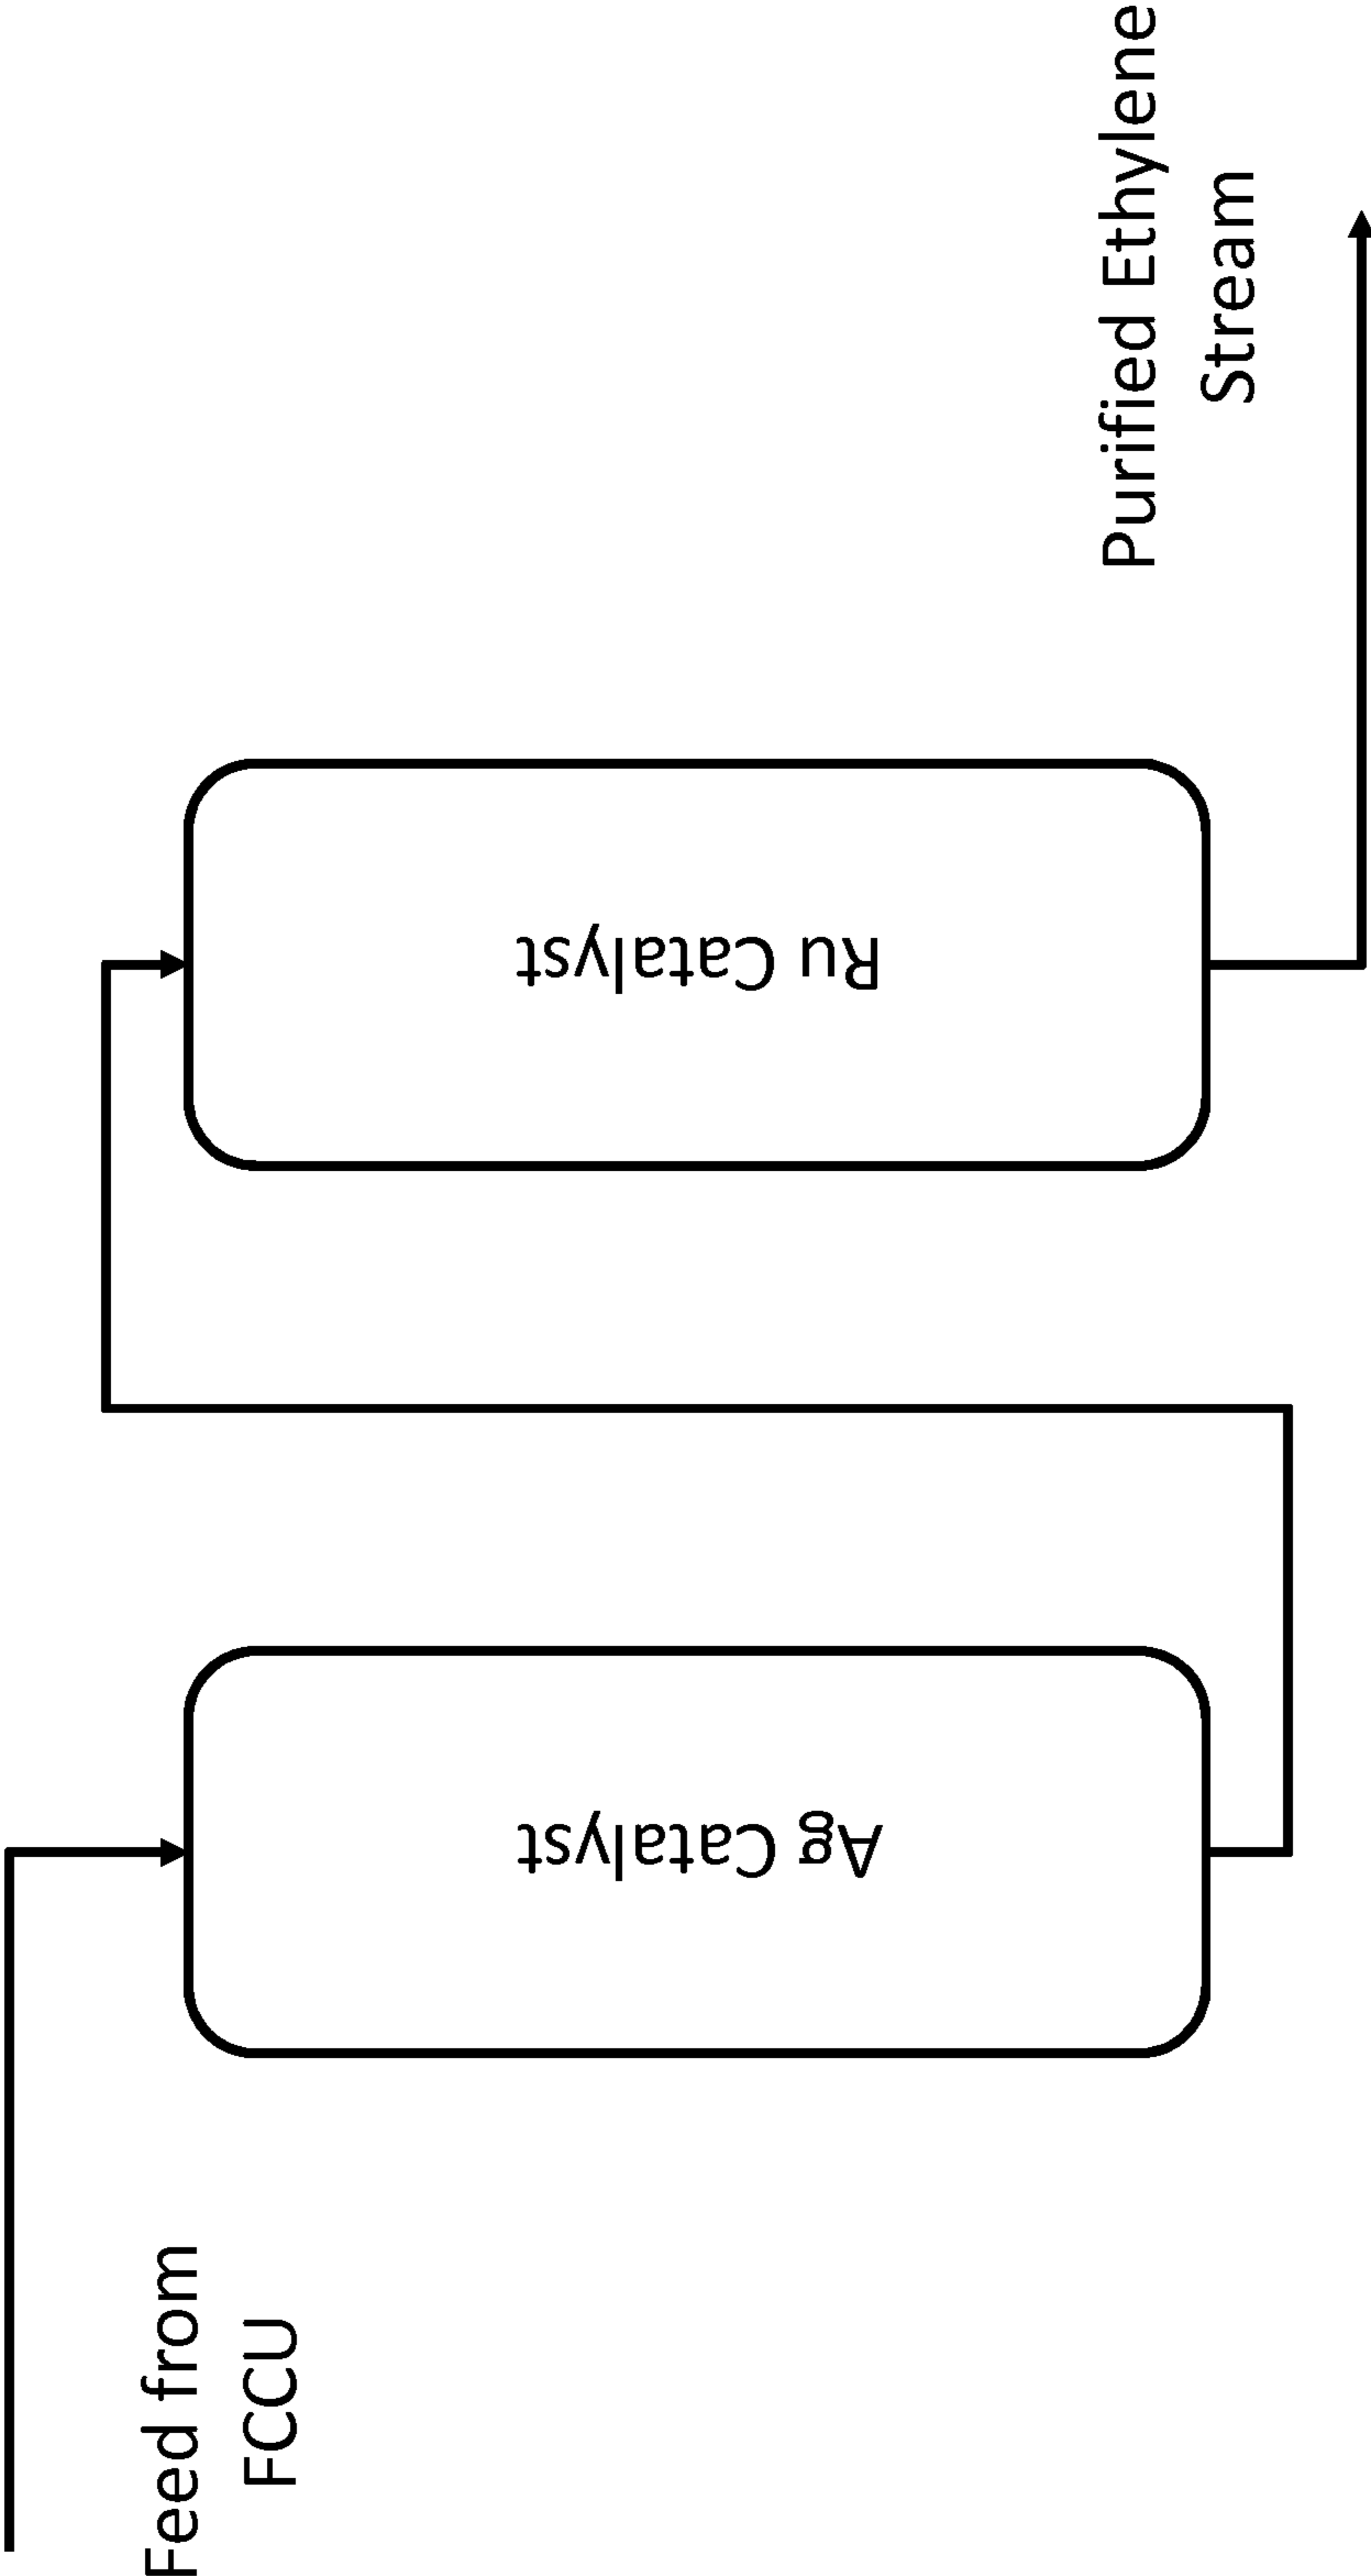 Feed from
FCCU
Ag Catalyst
Ru Catalyst
Purified Ethylene
Stream